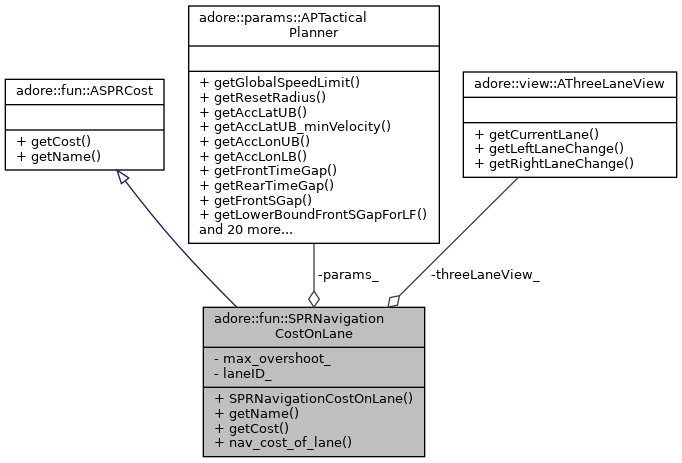 adore::params::APTactical
Planner
+ getGlobalSpeedLimit()
+ getResetRadius()
+ getAccLatUB()
+ getAccLatUB_minVelocity()
+ getAccLonUB()
+ getAccLonLB()
+ getFrontTimeGap()
+ getRearTimeGap()
+ getFrontSGap()
+ getLowerBoundFrontSGapForLF()
and 20 more...
adore::fun::ASPRCost
+ getCost()
+ getName()
adore::view::AThreeLaneView
+ getCurrentLane()
+ getLeftLaneChange()
+ getRightLaneChange()
-params_
-threeLaneView_
adore::fun::SPRNavigation
CostOnLane
- max_overshoot_
- laneID_
+ SPRNavigationCostOnLane()
+ getName()
+ getCost()
+ nav_cost_of_lane()